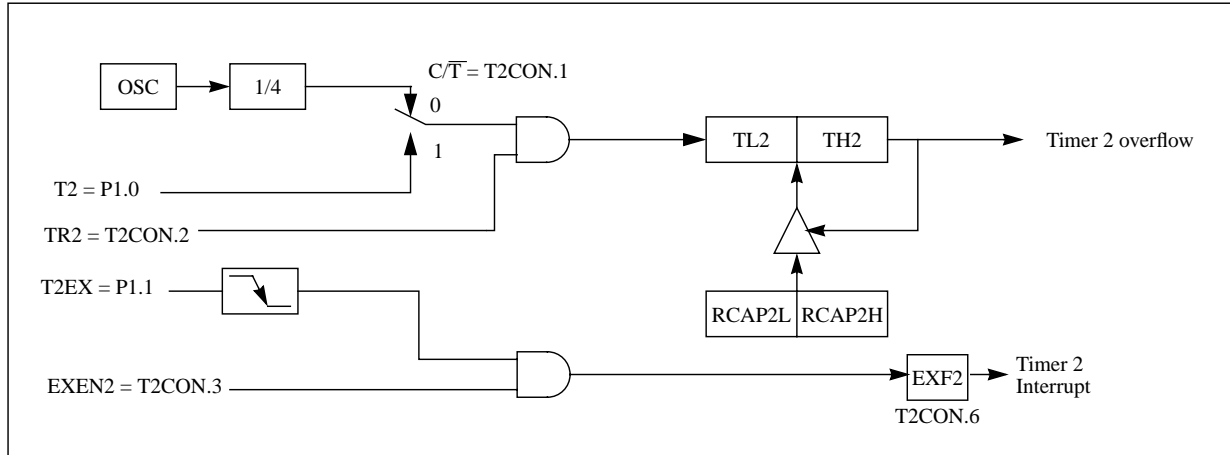 C/T̅ = T2CON.1
OSC
1/4
0
1
TL2
TH2
Timer 2 overflow
T2 = P1.0
TR2 = T2CON.2
T2EX = P1.1
RCAP2L
RCAP2H
EXEN2 = T2CON.3
EXF2
Timer 2
Interrupt
T2CON.6